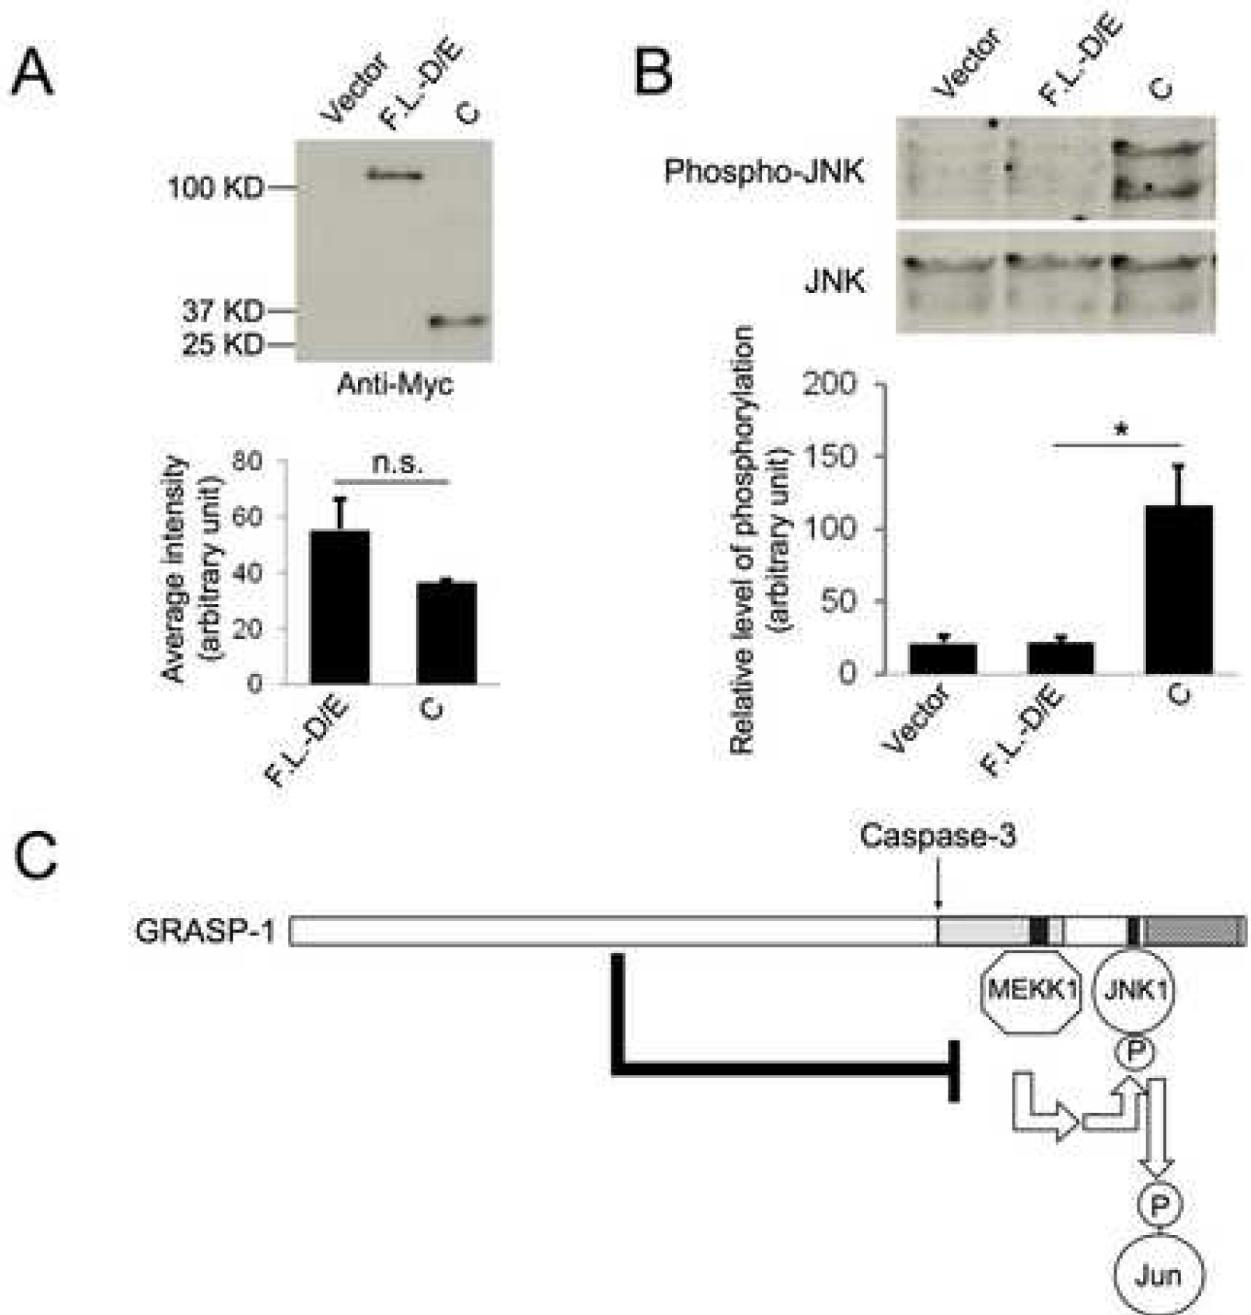 A
Vector
F.L.-D/E
C
100 KD
37 KD
25 KD
Anti-Myc
Average intensity
(arbitrary unit)
80
60
40
20
0
n.s.
F.L.-D/E
C
B
Vector
F.L.-D/E
C
Phospho-JNK
JNK
Relative level of phosphorylation
(arbitrary unit)
200
150
100
50
0
*
Vector
F.L.-D/E
C
C
Caspase-3
GRASP-1
MEKK1
JNK1
P
P
Jun